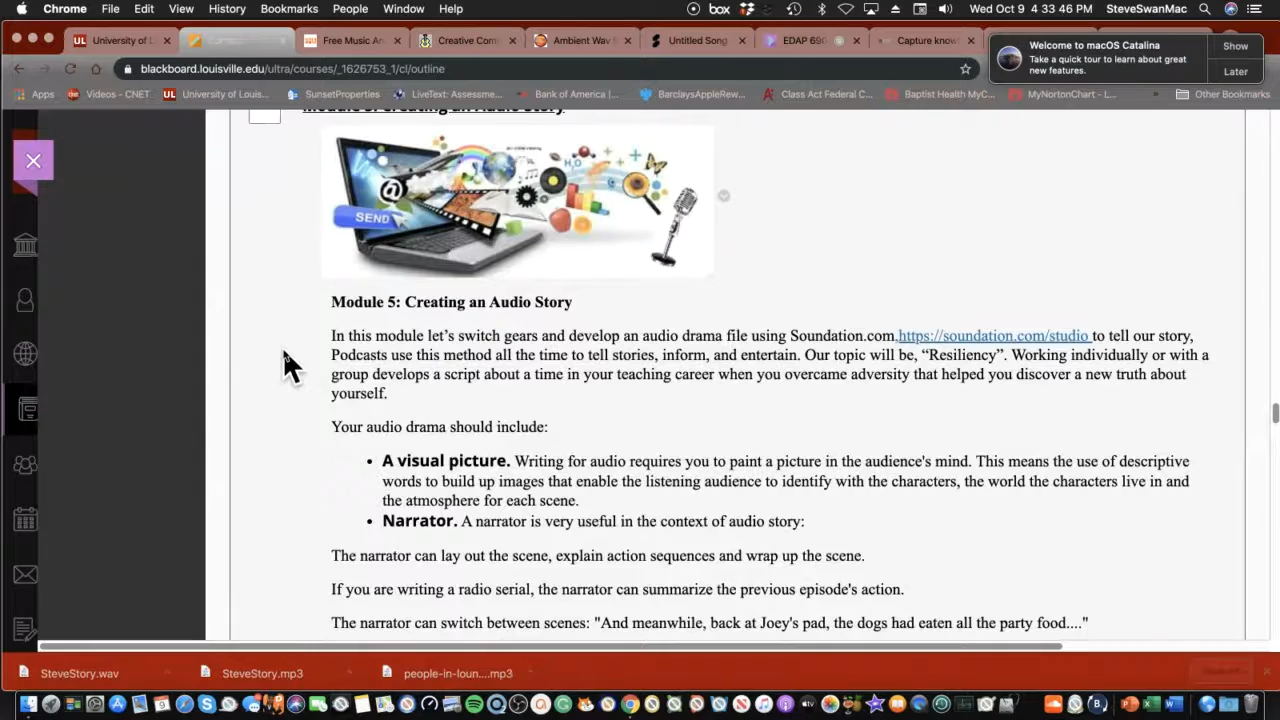 Chrome File Edit View History Bookmarks People Window Help box Wed Oct 9 4:33:46 PM SteveSwanMac
University of L Free Music An Creative Com Ambient Wav Untitled Song EDAP 690 Capture know
Welcome to macOS Catalina
Take a quick tour to learn about great new features.
Show
Later
blackboard.louisville.edu/ultra/courses/_1626753_1/cl/outline
Apps Videos - CNET University of Louis... SunsetProperties LiveText: Assessme... Bank of America |... BarclaysAppleRew... Class Act Federal C... Baptist Health MyC... MyNortonChart - L... » Other Bookmarks
Module 5: Creating an Audio Story
@
SEND
H₂O
Module 5: Creating an Audio Story
In this module let’s switch gears and develop an audio drama file using Soundation.com.https://soundation.com/studio to tell our story,
Podcasts use this method all the time to tell stories, inform, and entertain. Our topic will be, “Resiliency”. Working individually or with a
group develops a script about a time in your teaching career when you overcame adversity that helped you discover a new truth about
yourself.
Your audio drama should include:
• A visual picture. Writing for audio requires you to paint a picture in the audience's mind. This means the use of descriptive
words to build up images that enable the listening audience to identify with the characters, the world the characters live in and
the atmosphere for each scene.
• Narrator. A narrator is very useful in the context of audio story:
The narrator can lay out the scene, explain action sequences and wrap up the scene.
If you are writing a radio serial, the narrator can summarize the previous episode's action.
The narrator can switch between scenes: "And meanwhile, back at Joey's pad, the dogs had eaten all the party food...."
SteveStory.wav SteveStory.mp3 people-in-loun....mp3